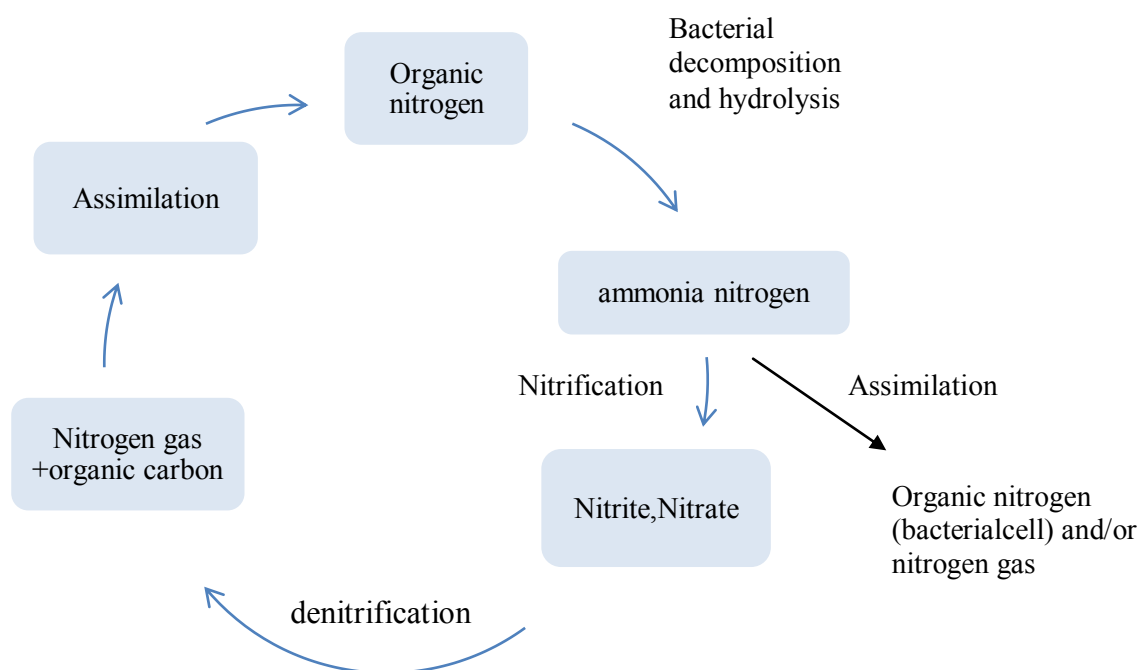 Organic
nitrogen
Bacterial
decomposition
and hydrolysis
Assimilation
ammonia nitrogen
Nitrification
Assimilation
Nitrogen gas
+organic carbon
Nitrite,Nitrate
Organic nitrogen
(bacterialcell) and/or
nitrogen gas
denitrification